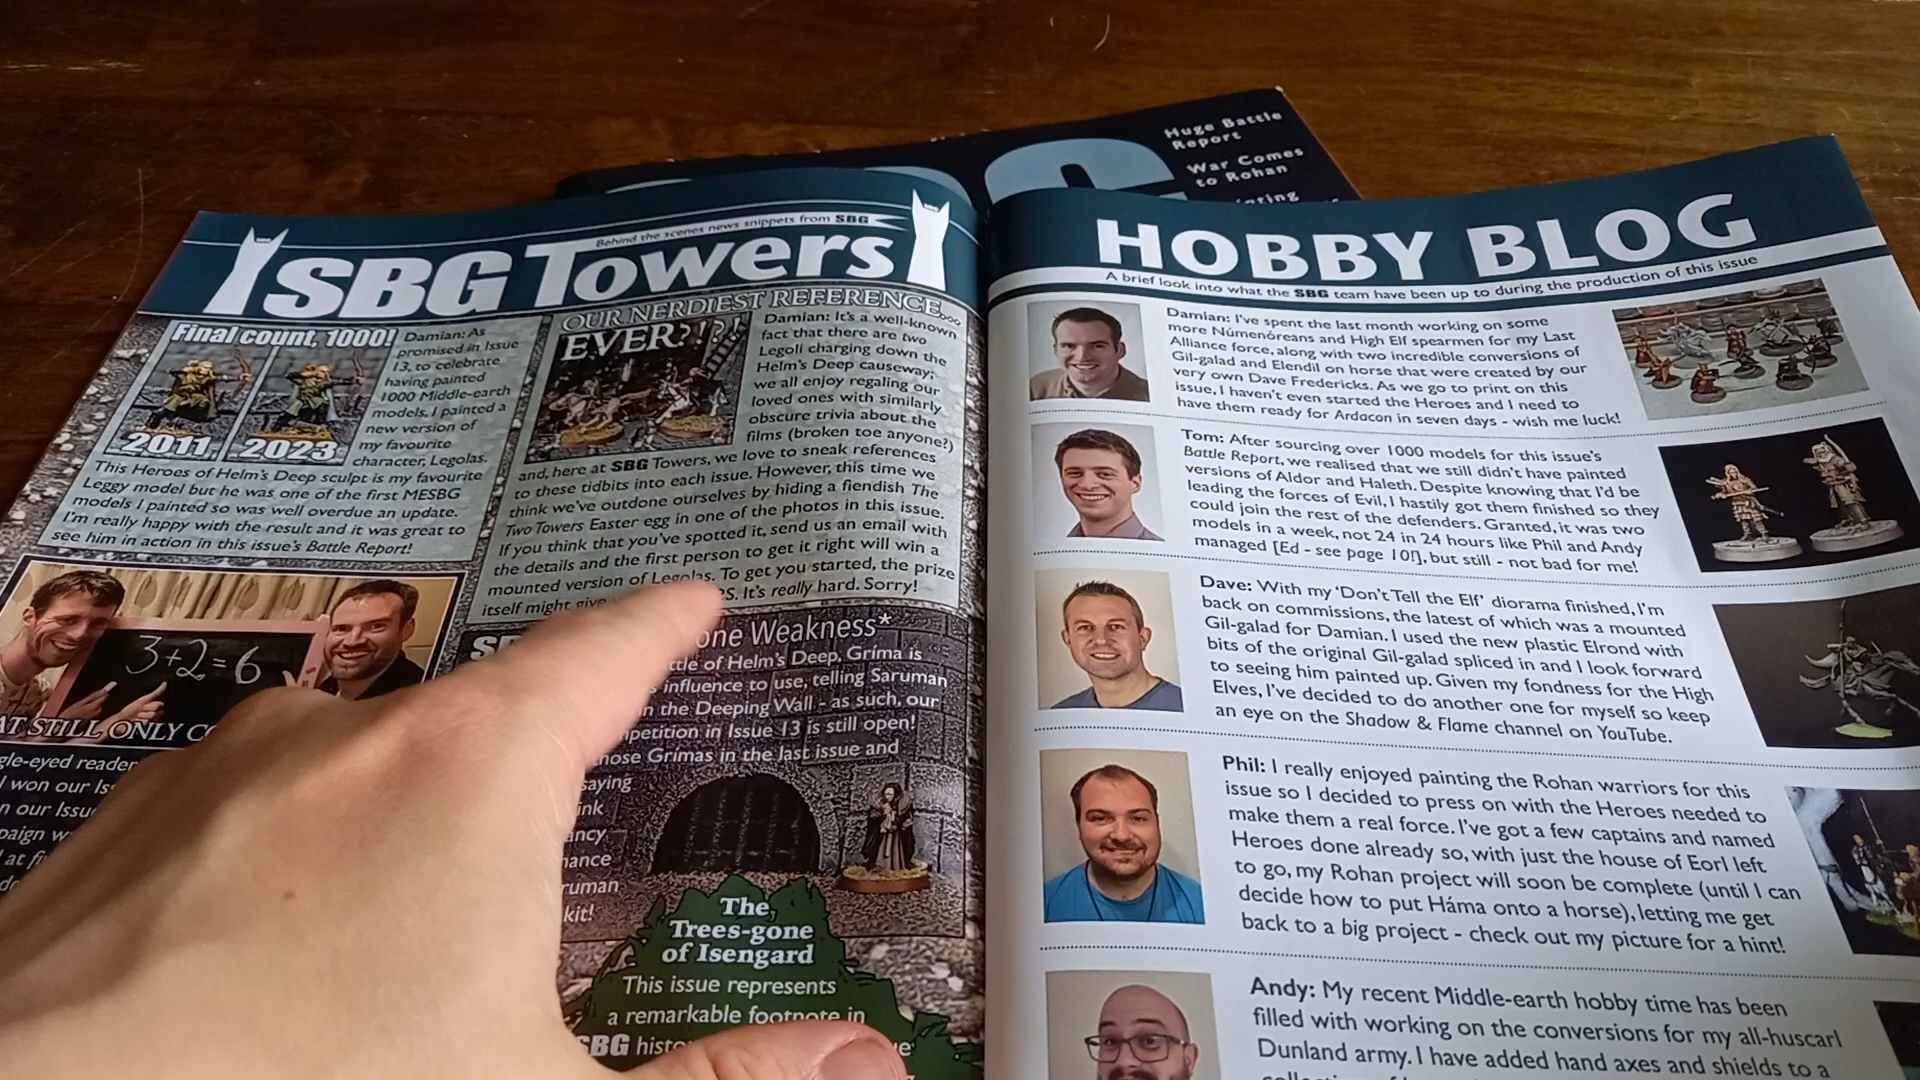 Huge Battle
Report
War Comes
to Rohan
Behind the scenes news snippets from SBG
SBG Towers
Final count, 1000!
2011
2023
Damian: As
promised in Issue
13, to celebrate
having painted
1000 Middle-earth
models, I painted a
new version of
my favourite
character, Legolas.
This Heroes of Helm's Deep sculpt is my favourite
Leggy model but he was one of the first MESBG
models I painted so was well overdue an update.
I'm really happy with the result and it was great to
see him in action in this issue's Battle Report!
3+2=6
AT STILL ONLY
gle-eyed reader
won our
n our Issu
paign
at
OUR NERDIEST REFERENCE...
EVER?!?!
Damian: It's a well-known
fact that there are two
Legoli charging down the
Helm's Deep causeway;
we all enjoy regaling our
loved ones with similarly
obscure trivia about the
films (broken toe anyone?)
and, here at SBG Towers, we love to sneak references
to these tidbits into each issue. However, this time we
think we've outdone ourselves by hiding a fiendish The
Two Towers Easter egg in one of the photos in this issue.
If you think that you've spotted it, send us an email with
the details and the first person to get it right will win a
mounted version of Legolas. To get you started, the prize
itself might give It's really hard. Sorry!
one Weakness*
ttle of Helm's Deep, Gríma is
influence to use, telling Saruman
n the Deeping Wall - as such, our
petition in Issue 13 is still open!
hose Grímas in the last issue and
saying
ink
ancy
nance
ruman
kit!
The
Trees-gone
of Isengard
This issue represents
a remarkable footnote in
SBG
HOBBY BLOG
A brief look into what the SBG team have been up to during the production of this issue
Damian: I've spent the last month working on some
more Númenóreans and High Elf spearmen for my Last
Alliance force, along with two incredible conversions of
Gil-galad and Elendil on horse that were created by our
very own Dave Fredericks. As we go to print on this
issue, I haven't even started the Heroes and I need to
have them ready for Ardacon in seven days - wish me luck!
Tom: After sourcing over 1000 models for this issue's
Battle Report, we realised that we still didn't have painted
versions of Aldor and Haleth. Despite knowing that I'd be
leading the forces of Evil, I hastily got them finished so they
could join the rest of the defenders. Granted, it was two
models in a week, not 24 in 24 hours like Phil and Andy
managed [Ed - see page 10!], but still - not bad for me!
Dave: With my 'Don't Tell the Elf' diorama finished, I'm
back on commissions, the latest of which was a mounted
Gil-galad for Damian. I used the new plastic Elrond with
bits of the original Gil-galad spliced in and I look forward
to seeing him painted up. Given my fondness for the High
Elves, I've decided to do another one for myself so keep
an eye on the Shadow & Flame channel on YouTube.
Phil: I really enjoyed painting the Rohan warriors for this
issue so I decided to press on with the Heroes needed to
make them a real force. I've got a few captains and named
Heroes done already so, with just the house of Eorl left
to go, my Rohan project will soon be complete (until I can
decide how to put Háma onto a horse), letting me get
back to a big project - check out my picture for a hint!
Andy: My recent Middle-earth hobby time has been
filled with working on the conversions for my all-huscarl
Dunland army. I have added hand axes and shields to a